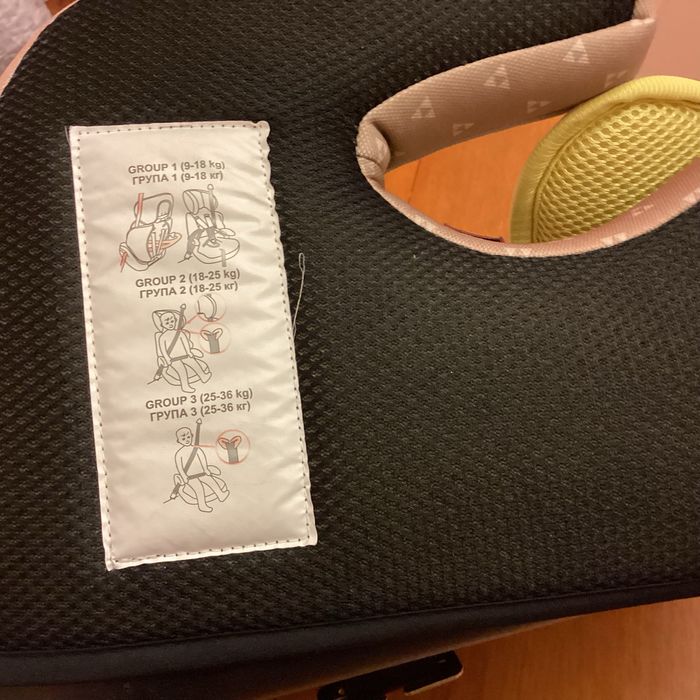 GROUP 1 (9-18 kg)
ГРУПА 1 (9-18 кг)
GROUP 2 (18-25 kg)
ГРУПА 2 (18-25 кг)
GROUP 3 (25-36 kg)
ГРУПА 3 (25-36 кг)